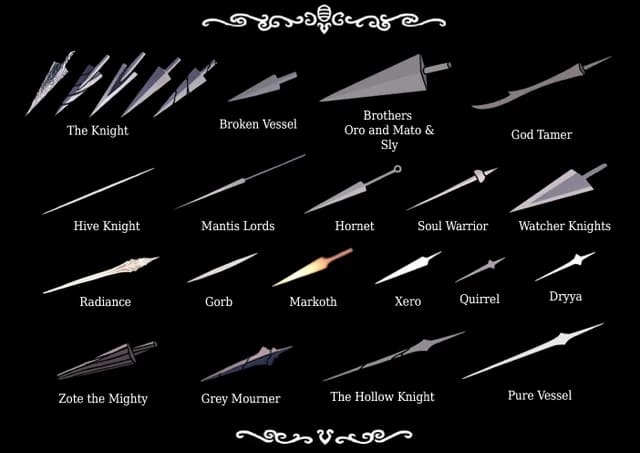 The Knight
Broken Vessel
Brothers
Oro and Mato &
Sly
God Tamer
Hive Knight
Mantis Lords
Hornet
Soul Warrior
Watcher Knights
Radiance
Gorb
Markoth
Xero
Quirrel
Dryya
Zote the Mighty
Grey Mourner
The Hollow Knight
Pure Vessel